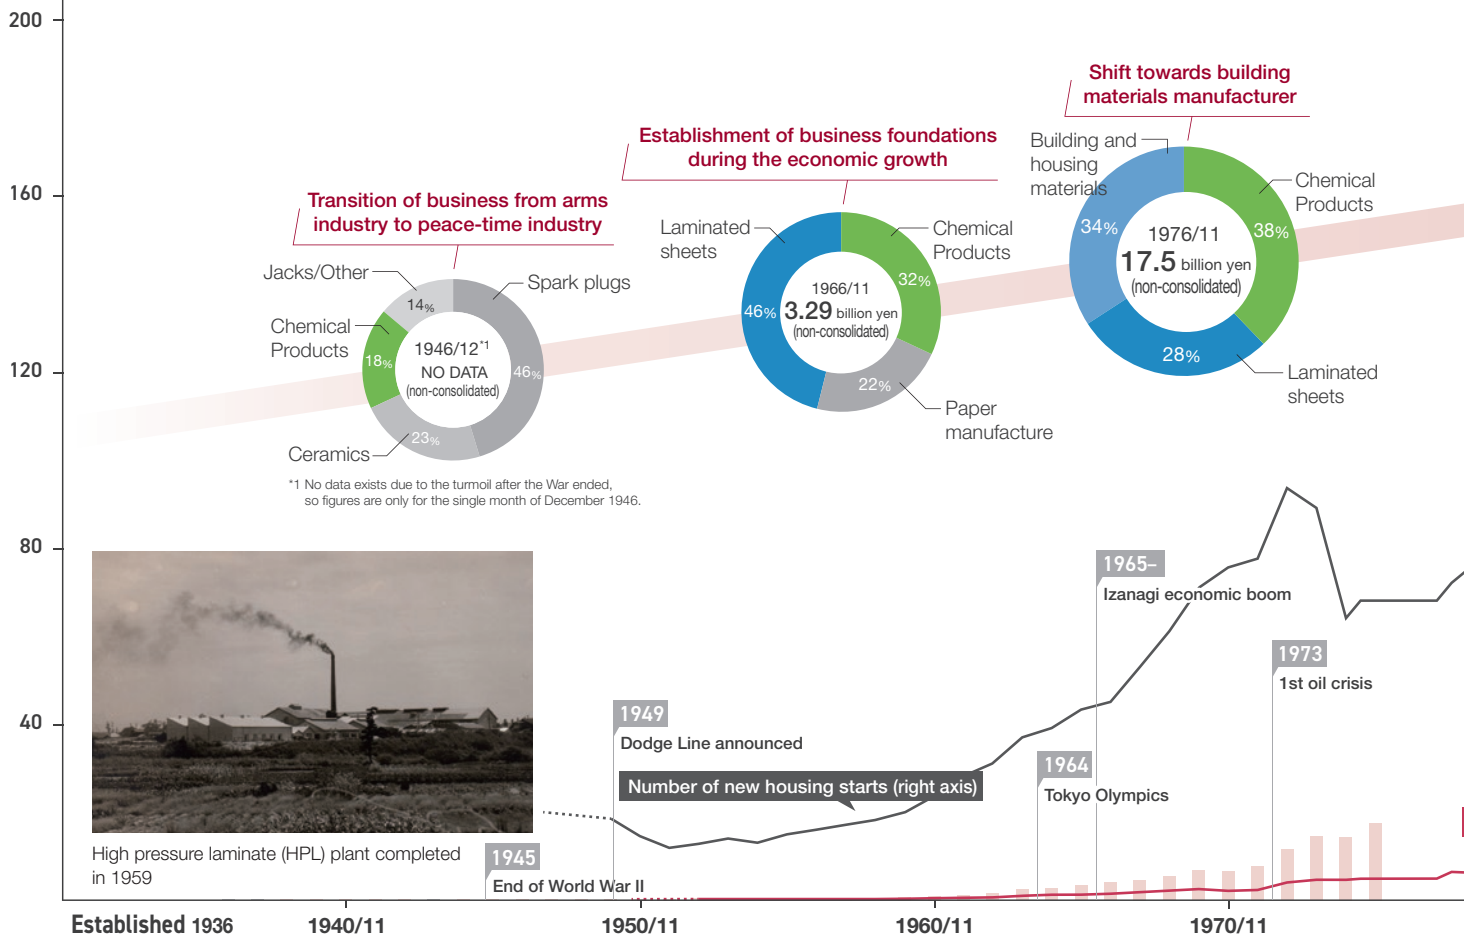 200
160
120
80
40
Transition of business from arms
industry to peace-time industry
Jacks/Other
Spark plugs
14%
Chemical
Products
18%
1946/12*1
NO DATA
(non-consolidated)
46%
23%
Ceramics
*1 No data exists due to the turmoil after the War ended,
so figures are only for the single month of December 1946.
Establishment of business foundations
during the economic growth
Laminated
sheets
Chemical
Products
32%
46%
1966/11
3.29 billion yen
(non-consolidated)
22%
Paper
manufacture
Shift towards building
materials manufacturer
Building and
housing
materials
Chemical
Products
34%
38%
1976/11
17.5 billion yen
(non-consolidated)
28%
Laminated
sheets
High pressure laminate (HPL) plant completed
in 1959
1945
End of World War II
1949
Dodge Line announced
Number of new housing starts (right axis)
1964
Tokyo Olympics
1965–
Izanagi economic boom
1973
1st oil crisis
Established 1936
1940/11
1950/11
1960/11
1970/11